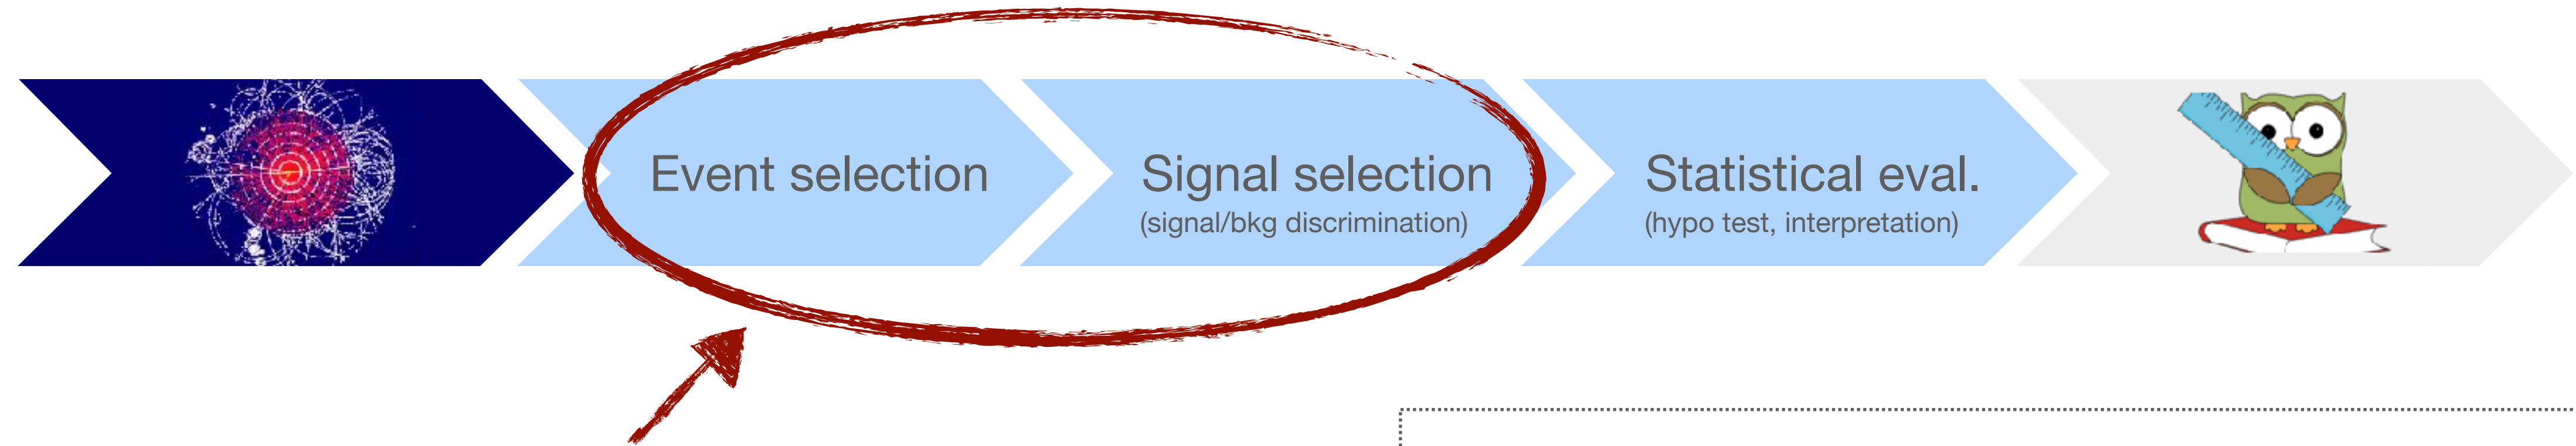 Event selection
Signal selection
(signal/bkg discrimination)
Statistical eval.
(hypo test, interpretation)